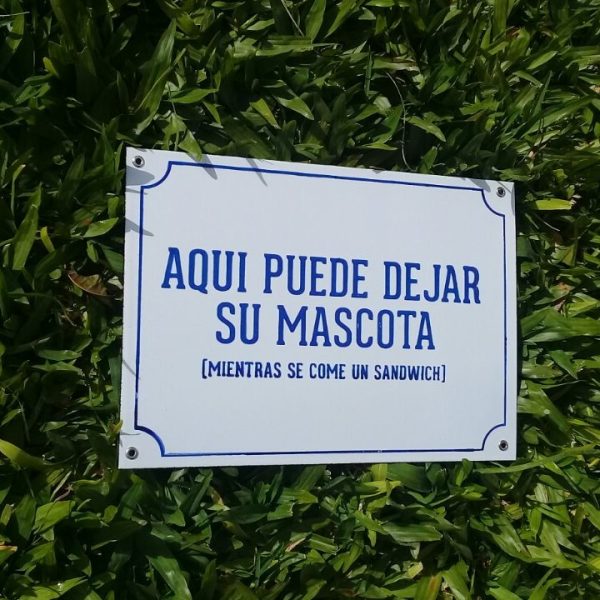 AQUI PUEDE DEJAR
SU MASCOTA
[MIENTRAS SE COME UN SANDWICH]